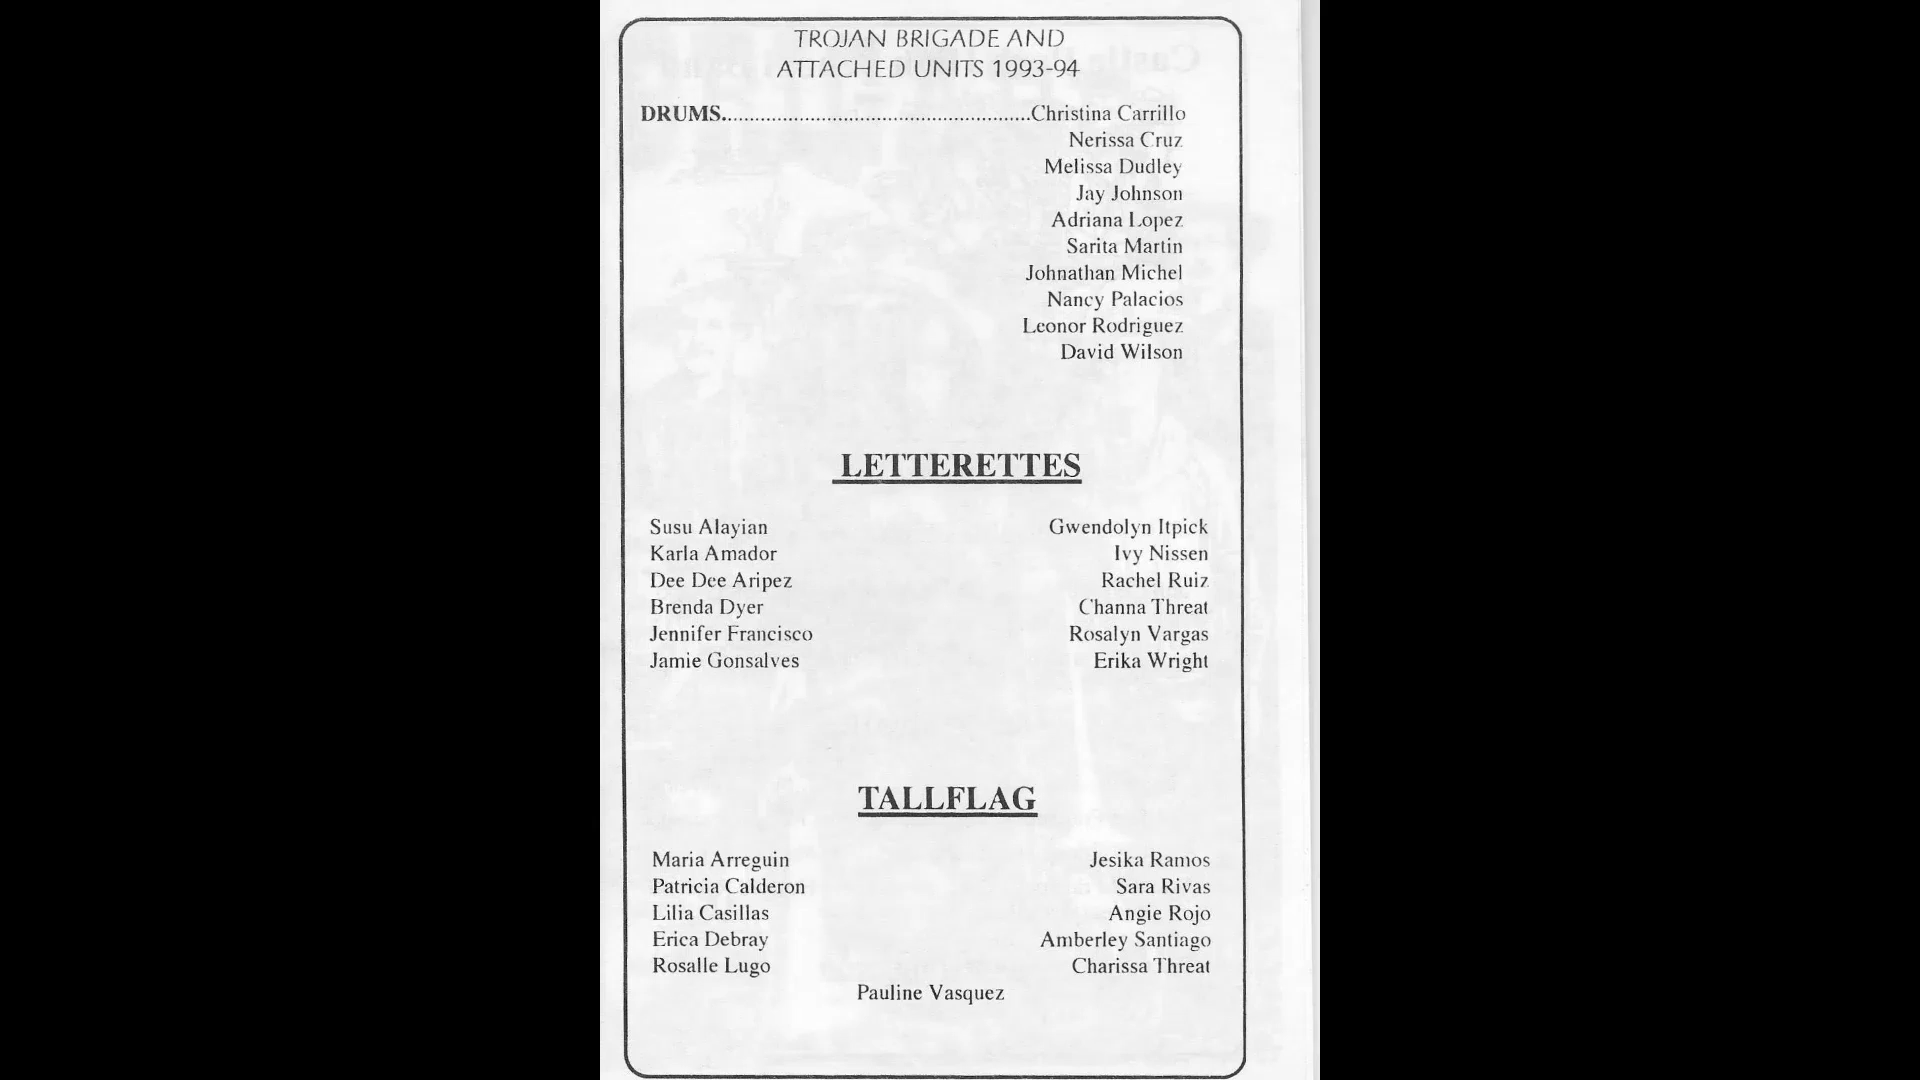 TROJAN BRIGADE AND
ATTACHED UNITS 1993-94
DRUMS........................................................Christina Carrillo
Nerissa Cruz
Melissa Dudley
Jay Johnson
Adriana Lopez
Sarita Martin
Johnathan Michel
Nancy Palacios
Leonor Rodriguez
David Wilson
LETTERETTES
Susu Alayian Gwendolyn Itpick
Karla Amador Ivy Nissen
Dee Dee Aripez Rachel Ruiz
Brenda Dyer Channa Threat
Jennifer Francisco Rosalyn Vargas
Jamie Gonsalves Erika Wright
TALLFLAG
Maria Arreguin Jesika Ramos
Patricia Calderon Sara Rivas
Lilia Casillas Angie Rojo
Erica Debray Amberley Santiago
Rosalle Lugo Charissa Threat
Pauline Vasquez